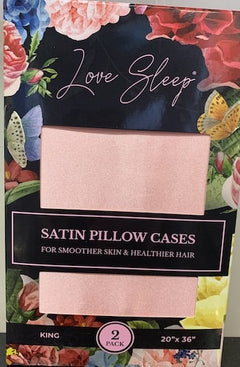 Love Sleep®
SATIN PILLOW CASES
FOR SMOOTHER SKIN & HEALTHIER HAIR
KING
2
PACK
20"x 36"